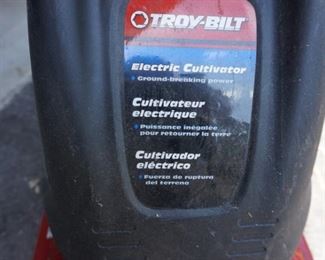 TROY-BILT
Electric Cultivator
• Ground-breaking power
Cultivateur
electrique
• Puissance inégalée
pour retourner la terre
Cultivador
eléctrico
• Fuerza de ruptura
del terreno